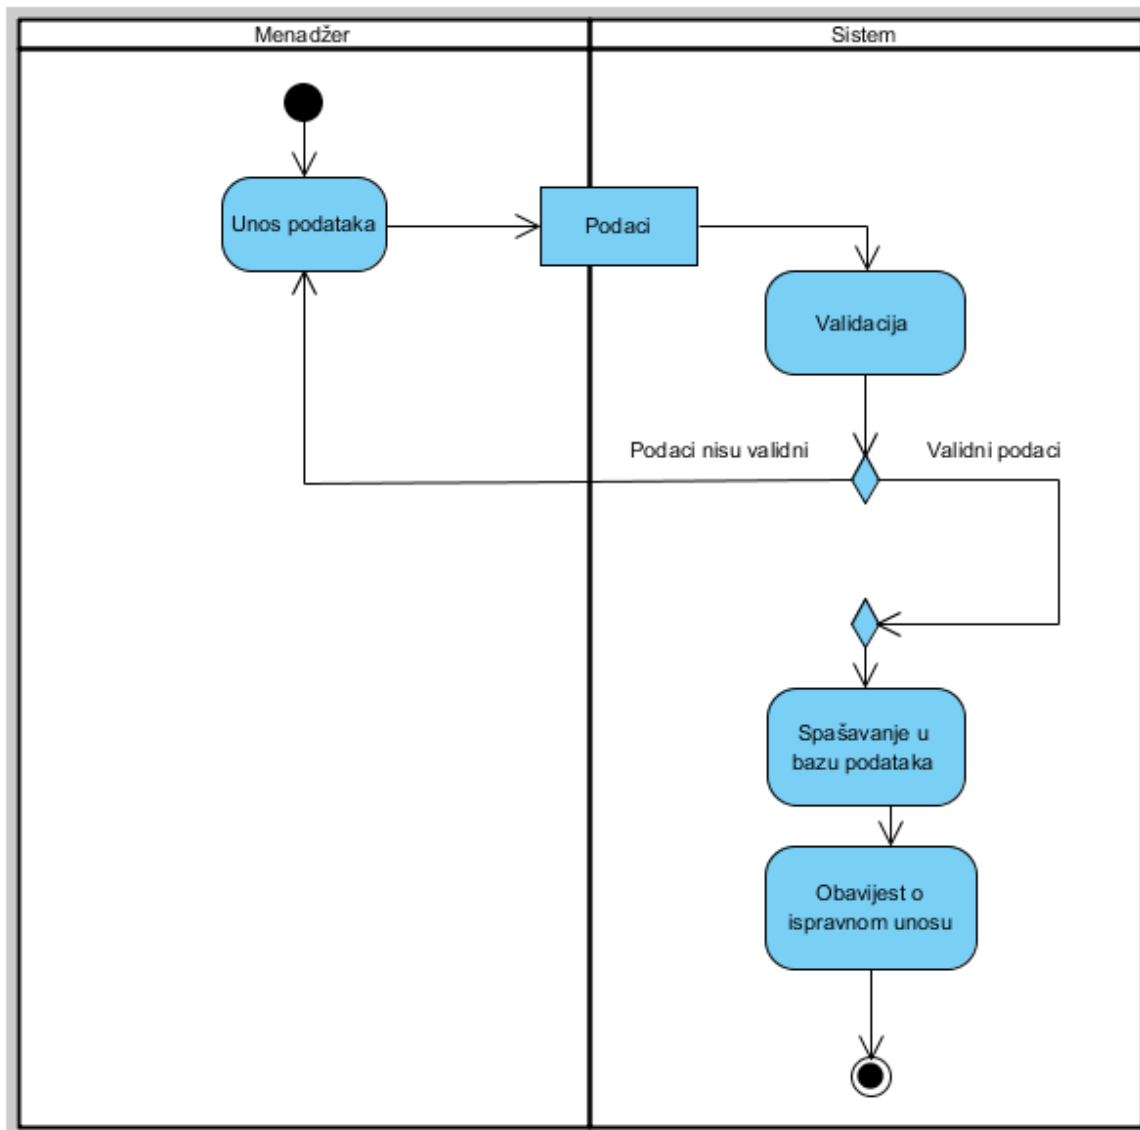 Menadžer
Sistem
Unos podataka
Podaci
Validacija
Podaci nisu validni
Validni podaci
Spašavanje u
bazu podataka
Obavijest o
ispravnom unosu